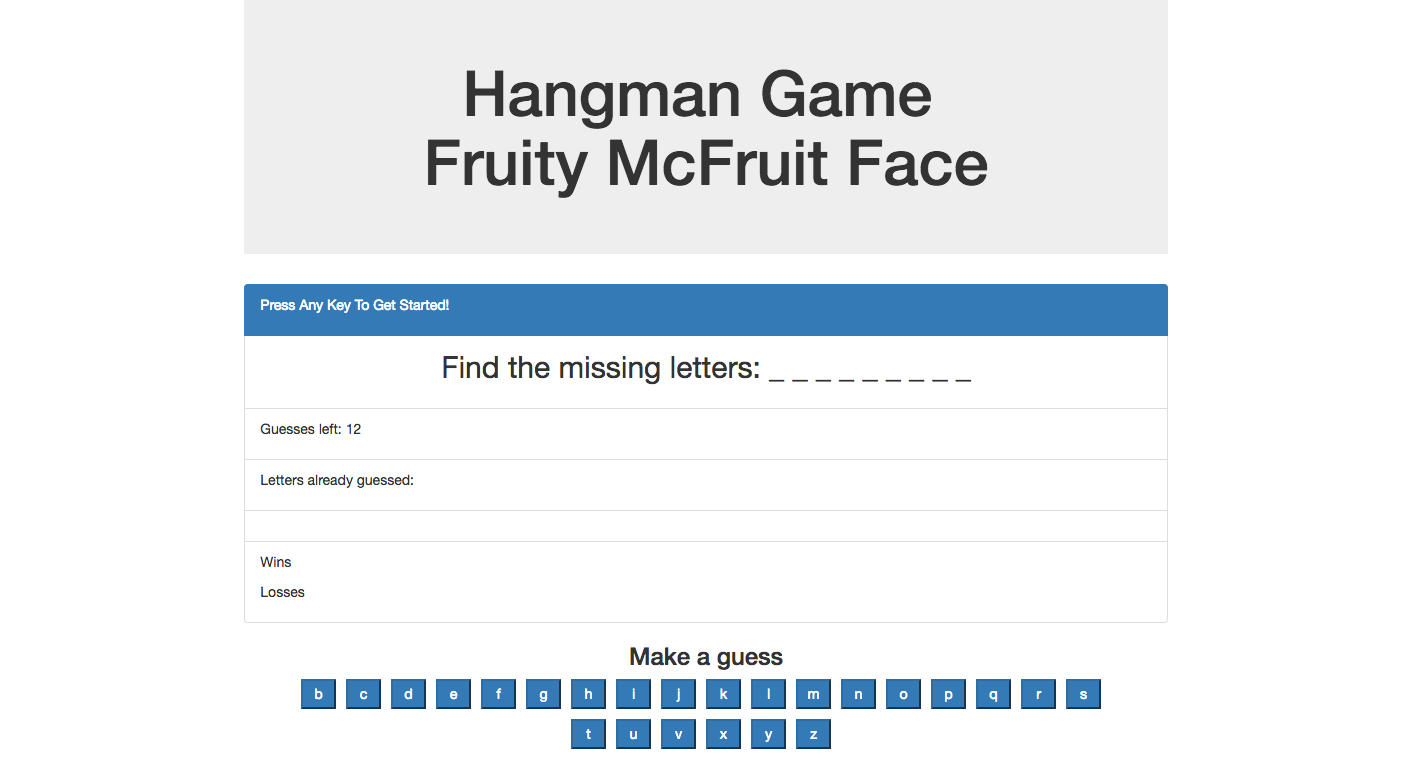 Hangman Game
Fruity McFruit Face
Press Any Key To Get Started!
Find the missing letters: _ _ _ _ _ _ _ _ _
Guesses left: 12
Letters already guessed:
Wins
Losses
Make a guess
b c d e f g h i j k l m n o p q r s
t u v x y z